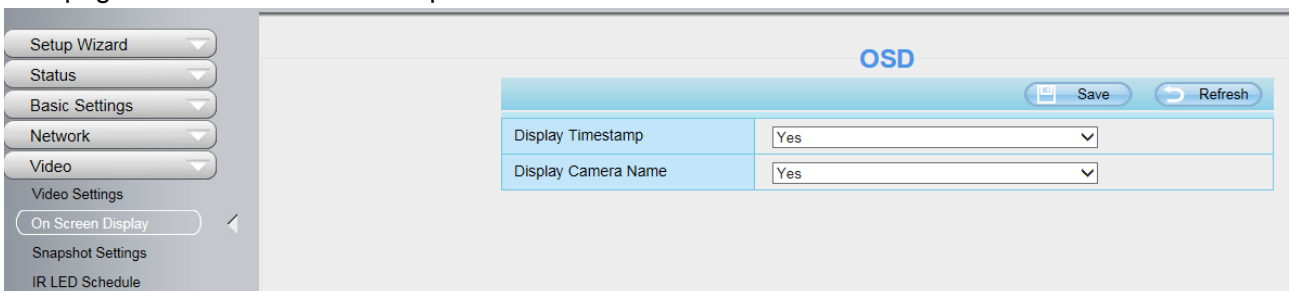 Setup Wizard
Status
Basic Settings
Network
Video
Video Settings
On Screen Display
Snapshot Settings
IR LED Schedule
OSD
Save Refresh
Display Timestamp Yes
Display Camera Name Yes